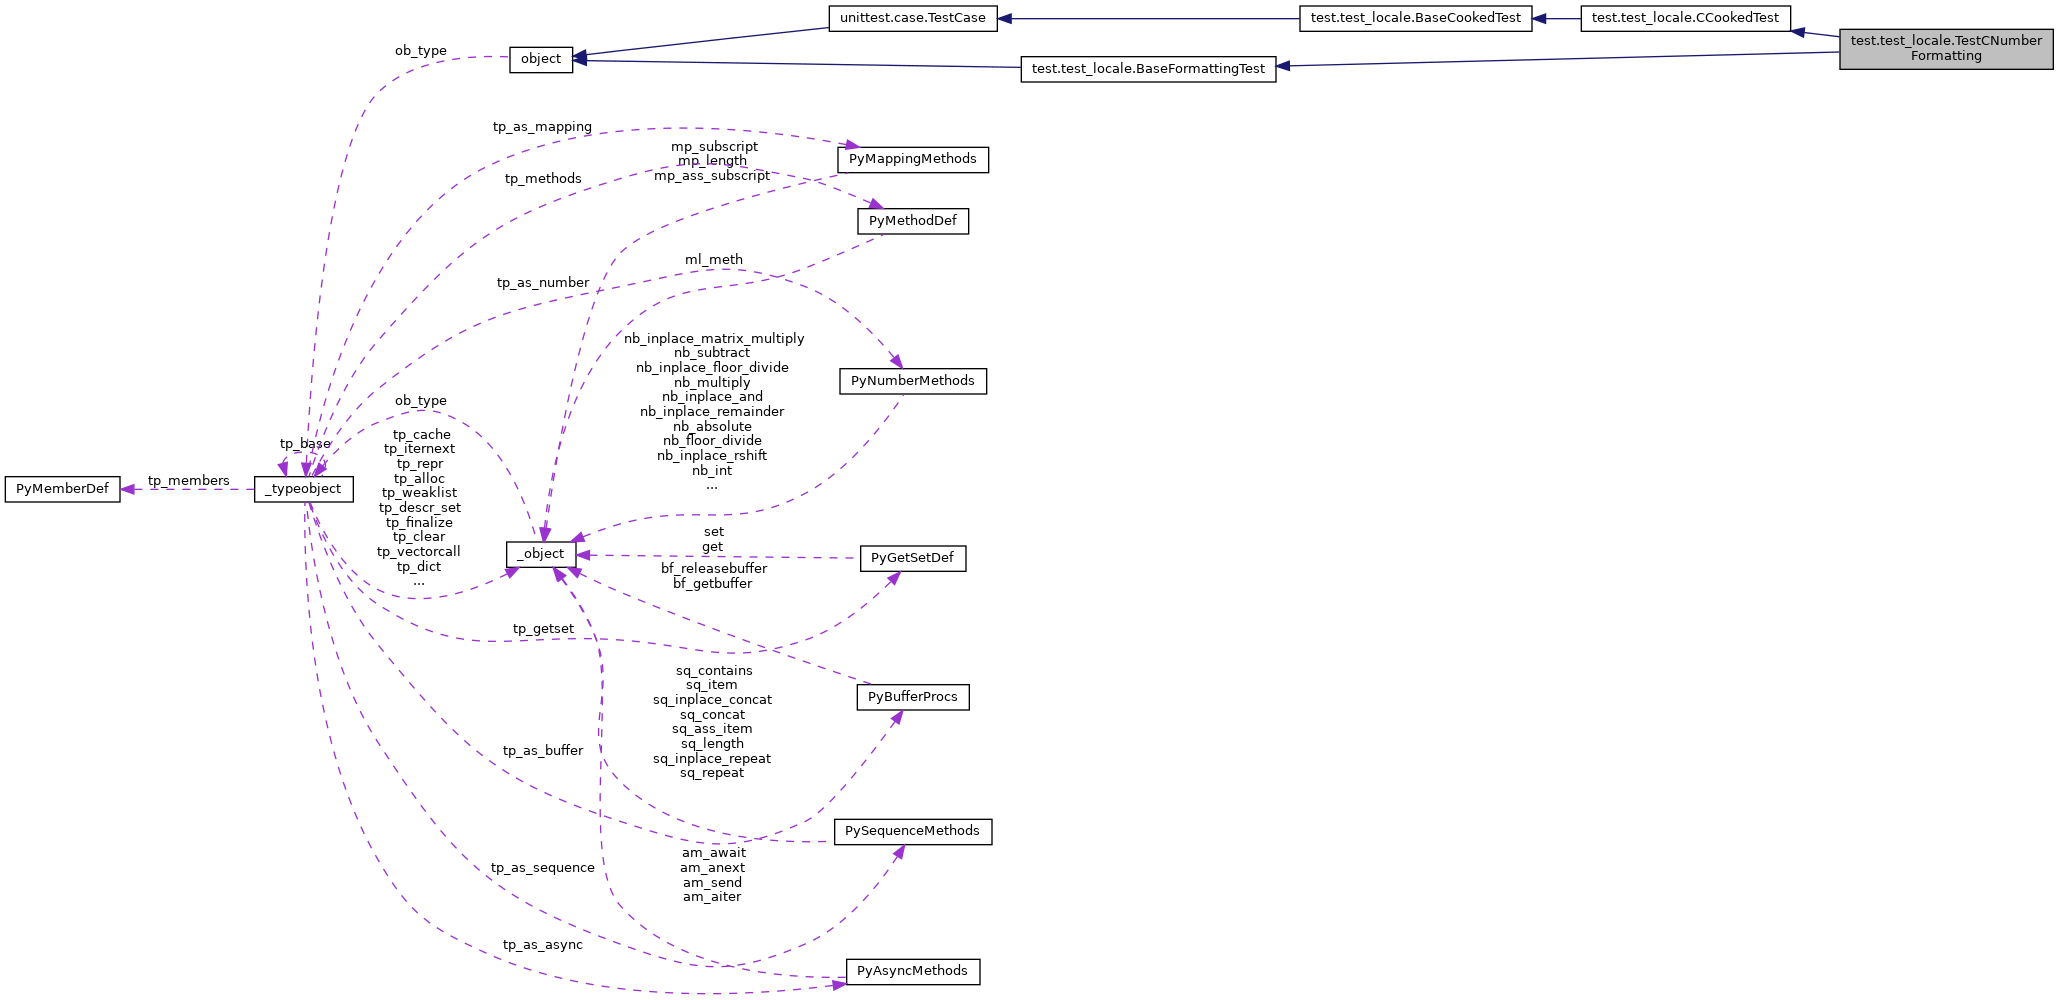 unittest.case.TestCase
test.test_locale.BaseCookedTest
test.test_locale.CCookedTest
test.test_locale.TestCNumber
Formatting
ob_type
object
test.test_locale.BaseFormattingTest
tp_as_mapping
mp_subscript
mp_length
mp_ass_subscript
PyMappingMethods
tp_methods
PyMethodDef
ml_meth
tp_as_number
nb_inplace_matrix_multiply
nb_subtract
nb_inplace_floor_divide
nb_multiply
nb_inplace_and
nb_inplace_remainder
nb_absolute
nb_floor_divide
nb_inplace_rshift
nb_int
...
PyNumberMethods
ob_type
tp_base
tp_cache
tp_iternext
tp_repr
tp_alloc
tp_weaklist
tp_descr_set
tp_finalize
tp_clear
tp_vectorcall
tp_dict
...
PyMemberDef
tp_members
_typeobject
_object
set
get
PyGetSetDef
bf_releasebuffer
bf_getbuffer
tp_getset
sq_contains
sq_item
sq_inplace_concat
sq_concat
sq_ass_item
sq_length
sq_inplace_repeat
sq_repeat
PyBufferProcs
tp_as_buffer
PySequenceMethods
am_await
am_anext
am_send
am_aiter
tp_as_sequence
tp_as_async
PyAsyncMethods